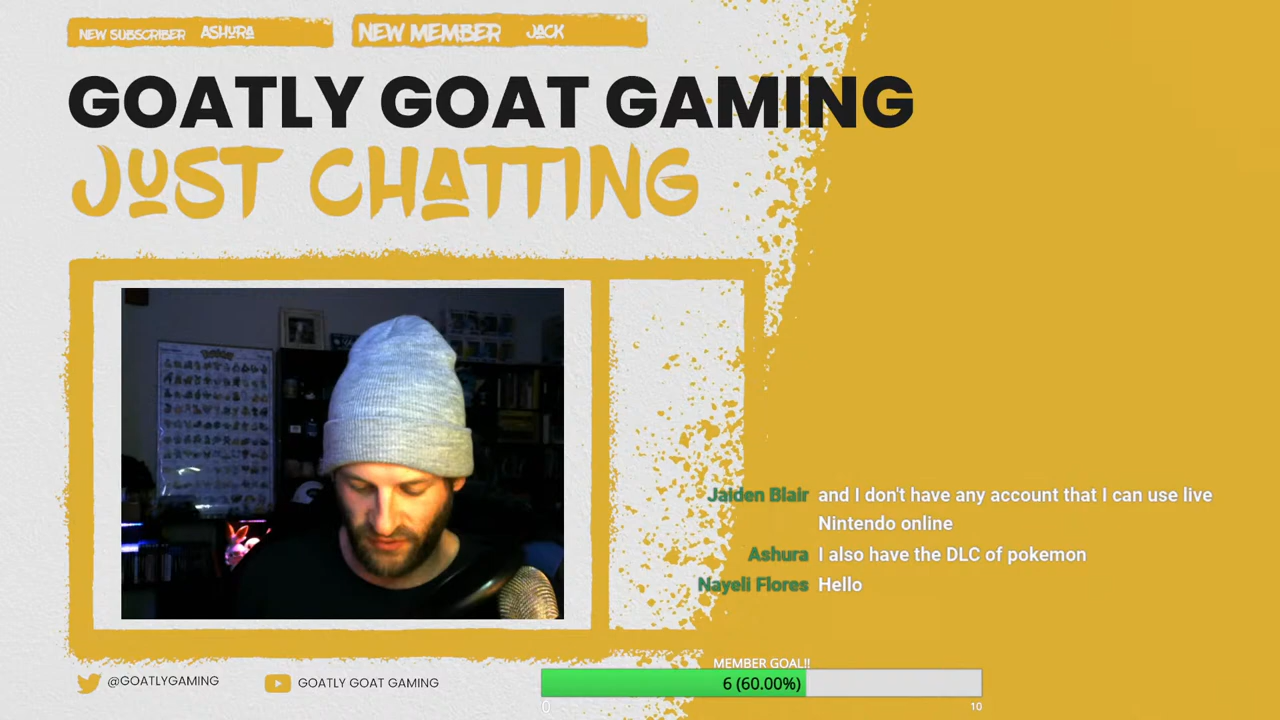 NEW SUBSCRIBER ASHURA
NEW MEMBER JACK
GOATLY GOAT GAMING
JUST CHATTING
Jaiden Blair and I don't have any account that I can use live
Nintendo online
Ashura I also have the DLC of pokemon
Nayeli Flores Hello
MEMBER GOAL!!
6 (60.00%)
0 10
@GOATLYGAMING
GOATLY GOAT GAMING